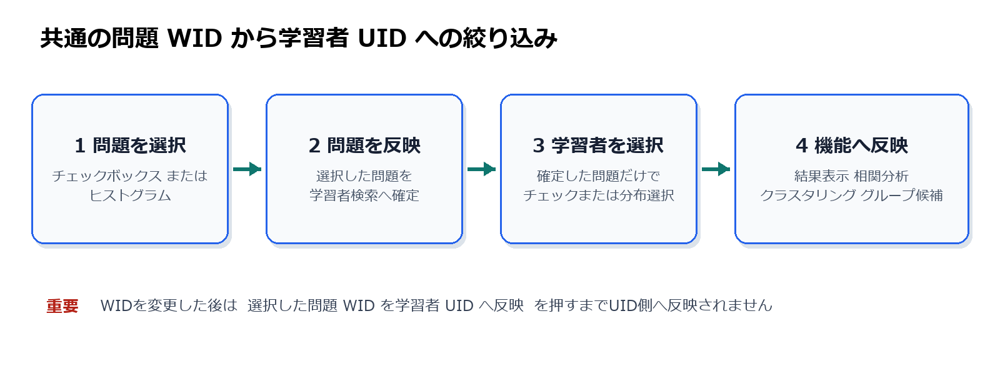 共通の問題 WID から学習者 UID への絞り込み
1 問題を選択
チェックボックス または
ヒストグラム
2 問題を反映
選択した問題を
学習者検索へ確定
3 学習者を選択
確定した問題だけで
チェックまたは分布選択
4 機能へ反映
結果表示 相関分析
クラスタリング グループ候補
重要 WIDを変更した後は 選択した問題 WID を学習者 UID へ反映 を押すまでUID側へ反映されません